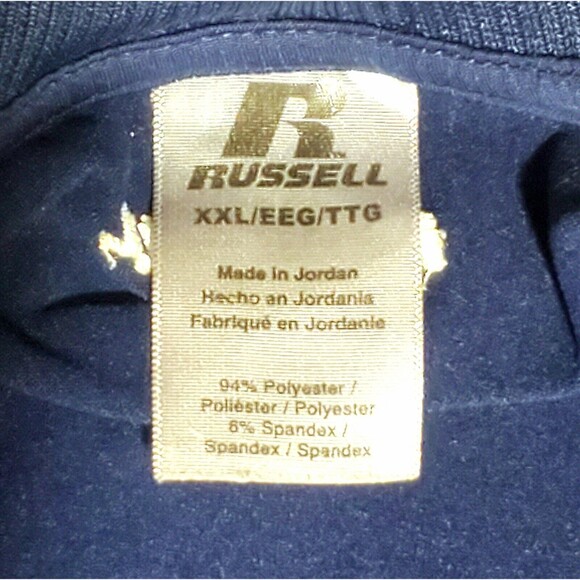 R
RUSSELL
XXL/EEG/TTG
Made in Jordan
Hecho en Jordania
Fabriqué en Jordanie
94% Polyester /
Poliéster / Polyester
6% Spandex /
Spandex / Spandex